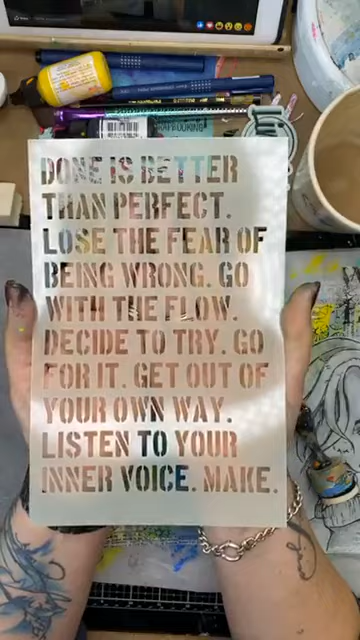 DONE IS BETTER
THAN PERFECT.
LOSE THE FEAR OF
BEING WRONG. GO
WITH THE FLOW.
DECIDE TO TRY. GO
FOR IT. GET OUT OF
YOUR OWN WAY.
LISTEN TO YOUR
INNER VOICE. MAKE.